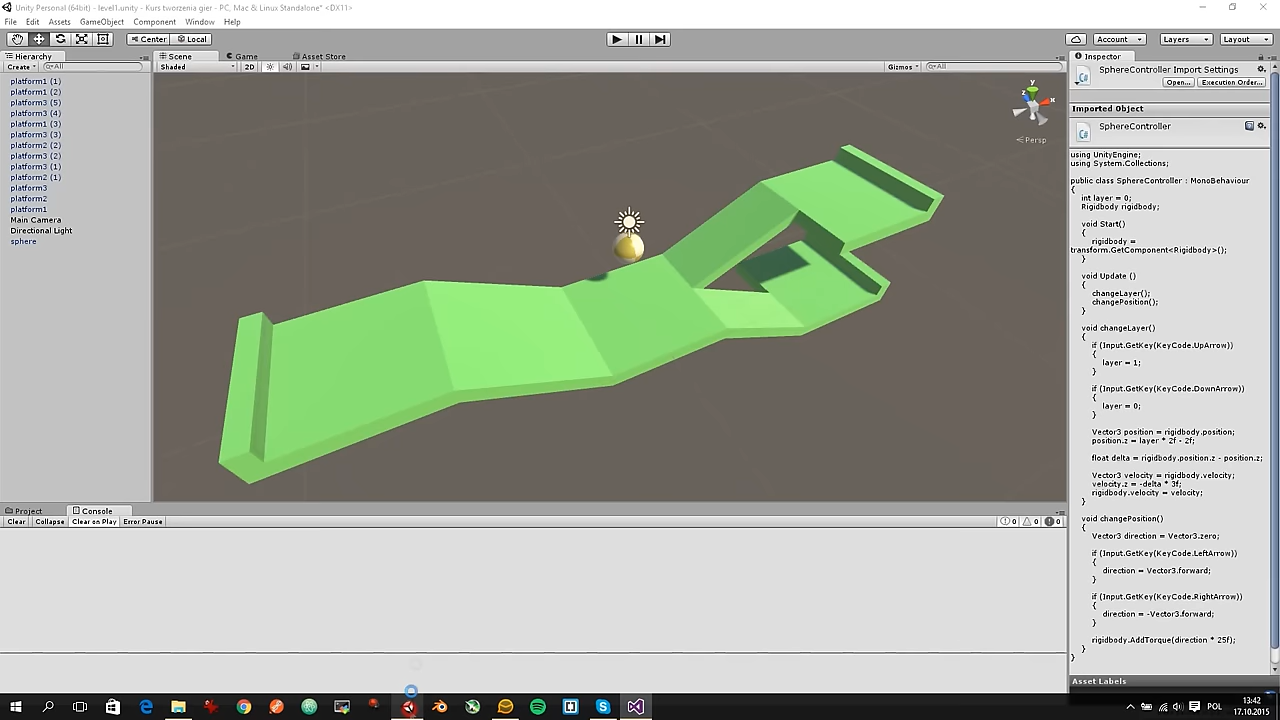 Unity Personal (64bit) - level1.unity - Kurs tworzenia gier - PC, Mac & Linux Standalone* <DX11>
File Edit Assets GameObject Component Window Help
Center Local
Account Layers Layout
Hierarchy
Create All
platform1 (1)
platform1 (2)
platform3 (5)
platform3 (4)
platform1 (3)
platform3 (3)
platform2 (2)
platform3 (2)
platform3 (1)
platform2 (1)
platform3
platform2
platform1
Main Camera
Directional Light
sphere
Scene Game Asset Store
Shaded 2D Gizmos All
y
z
x
Persp
Project Console
Clear Collapse Clear on Play Error Pause
0 0 0
Inspector
SphereController Import Settings
Open... Execution Order...
Imported Object
SphereController
using UnityEngine;
using System.Collections;
public class SphereController : MonoBehaviour
{
int layer = 0;
Rigidbody rigidbody;
void Start()
{
rigidbody =
transform.GetComponent<Rigidbody>();
}
void Update ()
{
changeLayer();
changePosition();
}
void changeLayer()
{
if (Input.GetKey(KeyCode.UpArrow))
{
layer = 1;
}
if (Input.GetKey(KeyCode.DownArrow))
{
layer = 0;
}
Vector3 position = rigidbody.position;
position.z = layer * 2f - 2f;
float delta = rigidbody.position.z - position.z;
Vector3 velocity = rigidbody.velocity;
velocity.z = -delta * 3f;
rigidbody.velocity = velocity;
}
void changePosition()
{
Vector3 direction = Vector3.zero;
if (Input.GetKey(KeyCode.LeftArrow))
{
direction = Vector3.forward;
}
if (Input.GetKey(KeyCode.RightArrow))
{
direction = -Vector3.forward;
}
rigidbody.AddTorque(direction * 25f);
}
}
Asset Labels
POL
13:42
17.10.2015